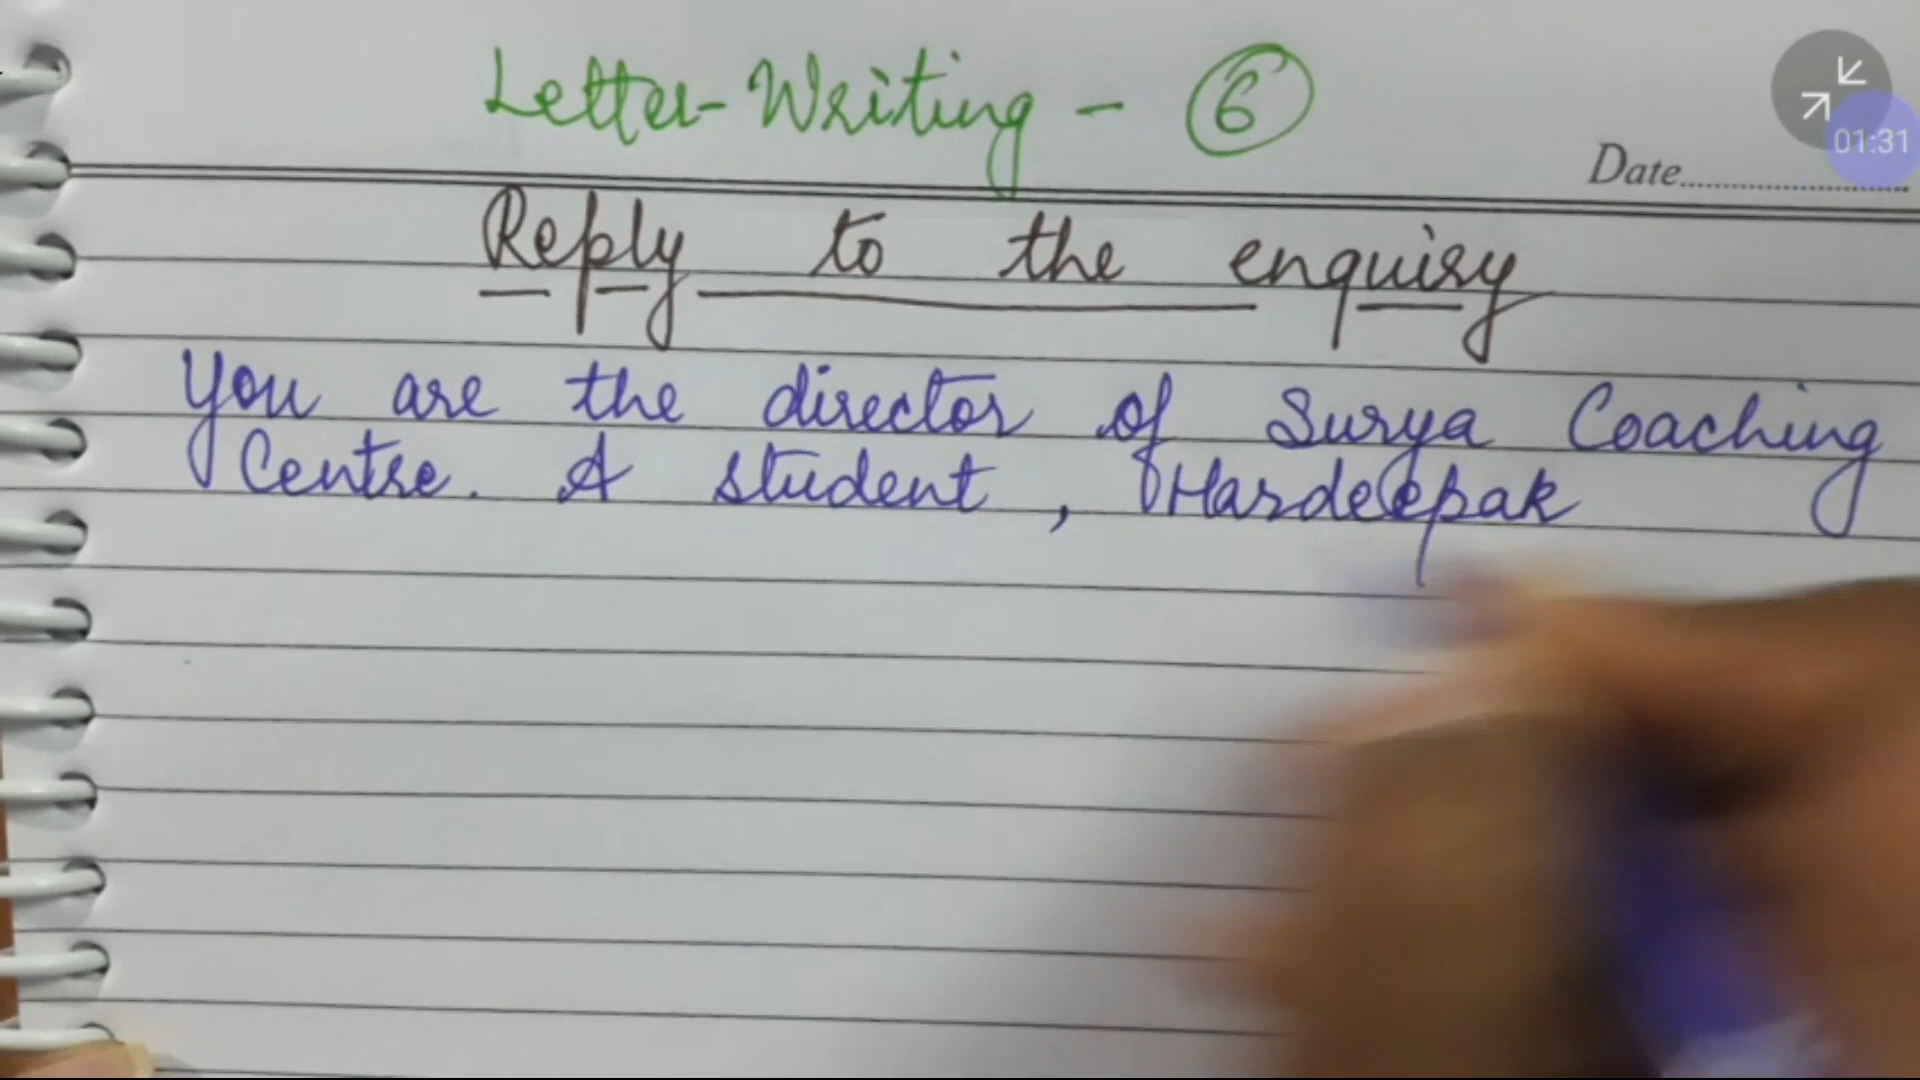 Letter-Writing - 6
01:31
Date
Reply to the enquiry
You are the director of Surya Coaching
Centre. A student, Hardeepak